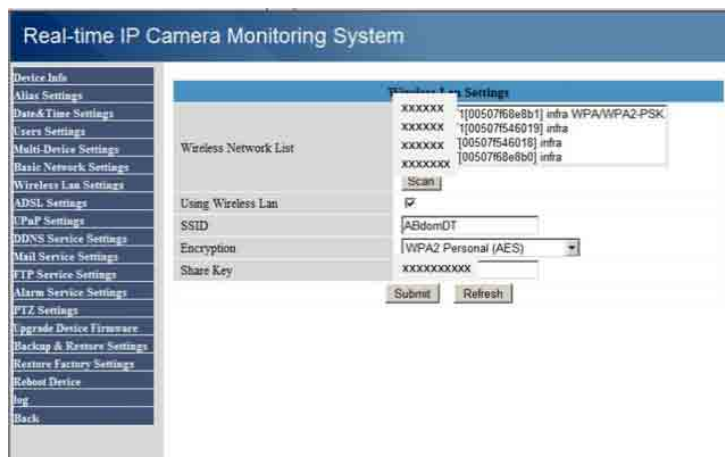 Real-time IP Camera Monitoring System
Device Info
Alias Settings
Date&Time Settings
Users Settings
Multi-Device Settings
Basic Network Settings
Wireless Lan Settings
ADSL Settings
UPnP Settings
DDNS Service Settings
Mail Service Settings
FTP Service Settings
Alarm Service Settings
PTZ Settings
Upgrade Device Firmware
Backup & Restore Settings
Restore Factory Settings
Reboot Device
log
Back
Wireless Lan Settings
Wireless Network List
xxxxxx 1[00507f68e8b1] infra WPA/WPA2-PSK
xxxxxx [00507f546019] infra
xxxxxx [00507f546018] infra
xxxxxxx [00507f68e8b0] infra
Scan
Using Wireless Lan
SSID ABdomDT
Encryption WPA2 Personal (AES)
Share Key xxxxxxxxxx
Submit Refresh